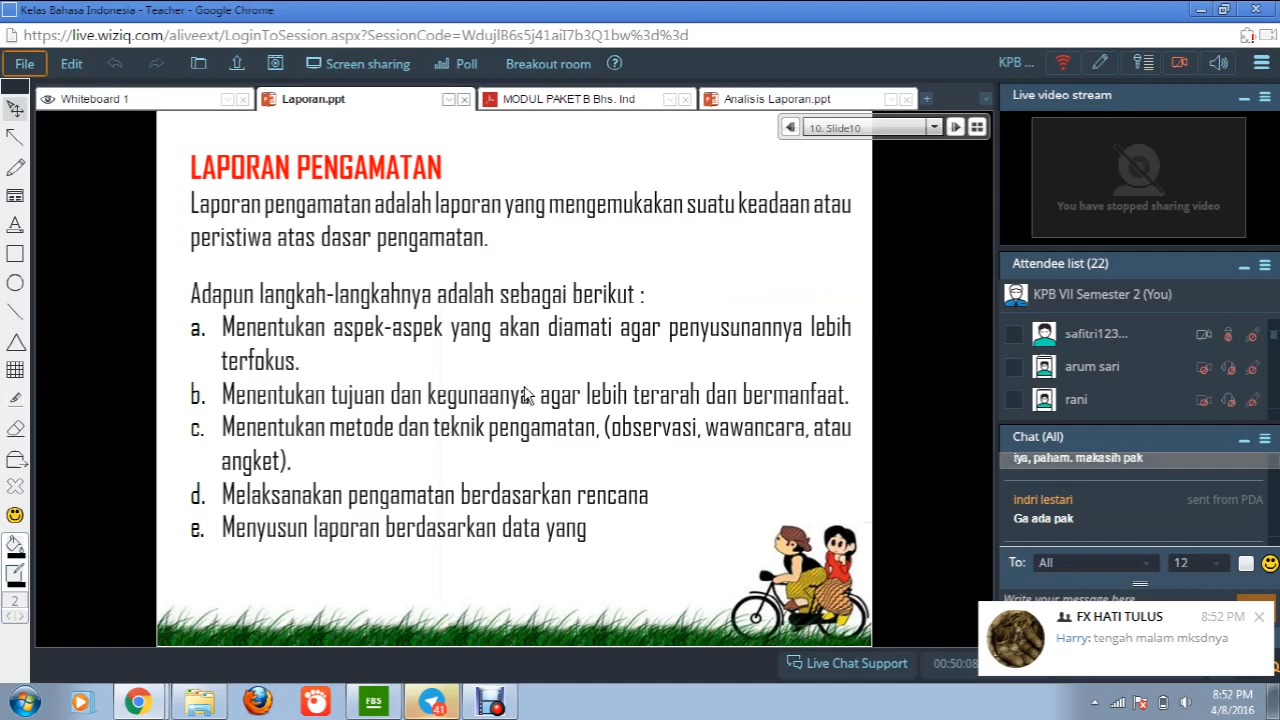 Kelas Bahasa Indonesia - Teacher - Google Chrome
https://live.wiziq.com/aliveext/LoginToSession.aspx?SessionCode=WdujlB6s5j41aiI7b3Q1bw%3d%3d
File Edit Screen sharing Poll Breakout room KPB ...
Whiteboard 1 Laporan.ppt MODUL PAKET B Bhs. Ind Analisis Laporan.ppt
10. Slide10
LAPORAN PENGAMATAN
Laporan pengamatan adalah laporan yang mengemukakan suatu keadaan atau
peristiwa atas dasar pengamatan.
Adapun langkah-langkahnya adalah sebagai berikut :
a. Menentukan aspek-aspek yang akan diamati agar penyusunannya lebih
terfokus.
b. Menentukan tujuan dan kegunaanya agar lebih terarah dan bermanfaat.
c. Menentukan metode dan teknik pengamatan, (observasi, wawancara, atau
angket).
d. Melaksanakan pengamatan berdasarkan rencana
e. Menyusun laporan berdasarkan data yang
2
Live video stream
You have stopped sharing video
Attendee list (22)
KPB VII Semester 2 (You)
safitri123...
arum sari
rani
Chat (All)
iya, paham. makasih pak
indri lestari sent from PDA
Ga ada pak
To: All 12
Write your message here
FX HATI TULUS 8:52 PM
Harry: tengah malam mksdnya
Live Chat Support 00:50:08
FBS
41
8:52 PM
4/8/2016